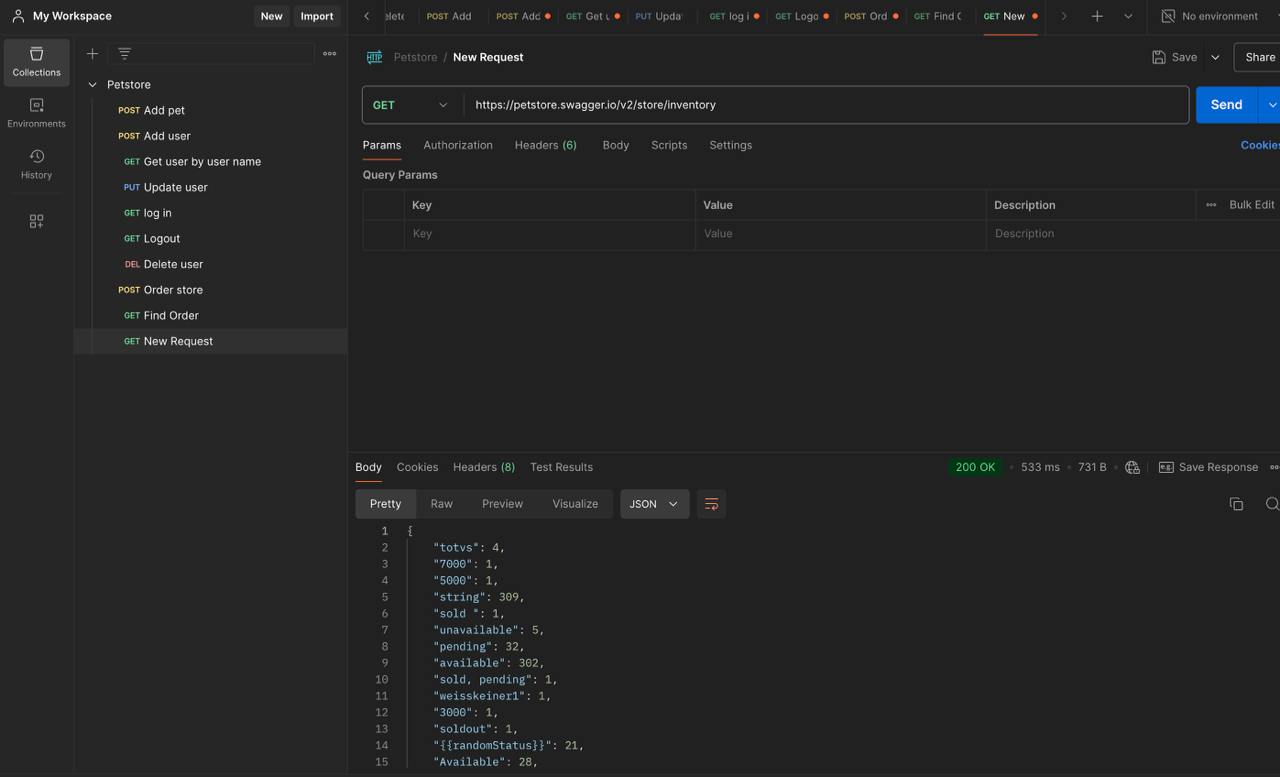 My Workspace
New
Import
elete
POST Add
POST Add
GET Get u
PUT Upda
GET log i
GET Logo
POST Ord
GET Find
GET New
No environment
Collections
Environments
History
Petstore
POST Add pet
POST Add user
GET Get user by user name
PUT Update user
GET log in
GET Logout
DEL Delete user
POST Order store
GET Find Order
GET New Request
HTTP
Petstore / New Request
Save
Share
GET
https://petstore.swagger.io/v2/store/inventory
Send
Params
Authorization
Headers (6)
Body
Scripts
Settings
Cookies
Query Params
Key
Value
Description
Bulk Edit
Key
Value
Description
Body
Cookies
Headers (8)
Test Results
200 OK • 533 ms • 731 B •
e.g. Save Response
Pretty
Raw
Preview
Visualize
JSON
1 {
2 "totvs": 4,
3 "7000": 1,
4 "5000": 1,
5 "string": 309,
6 "sold ": 1,
7 "unavailable": 5,
8 "pending": 32,
9 "available": 302,
10 "sold, pending": 1,
11 "weisskeiner1": 1,
12 "3000": 1,
13 "soldout": 1,
14 "{{randomStatus}}": 21,
15 "Available": 28,